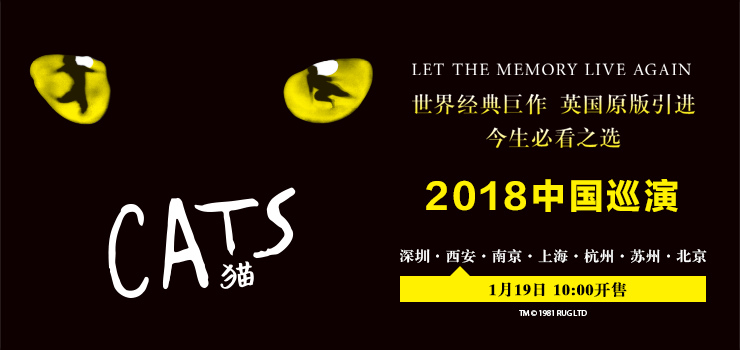 LET THE MEMORY LIVE AGAIN
世界经典巨作 英国原版引进
今生必看之选
2018中国巡演
CATS
猫
深圳·西安·南京·上海·杭州·苏州·北京
1月19日 10:00开售
TM © 1981 RUG LTD